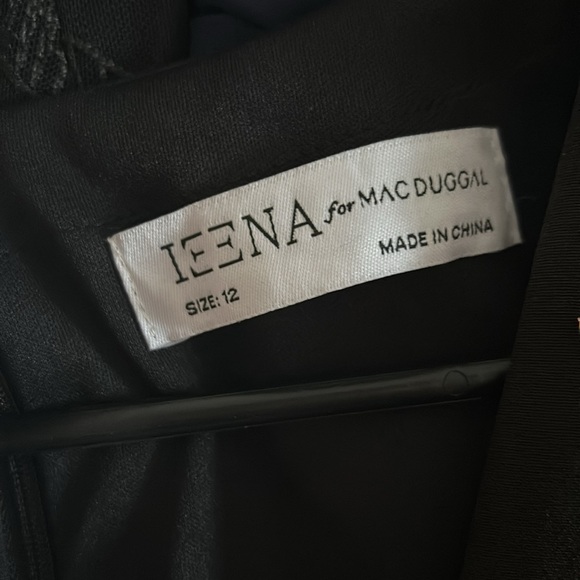 IEENA for MAC DUGGAL
SIZE: 12
MADE IN CHINA